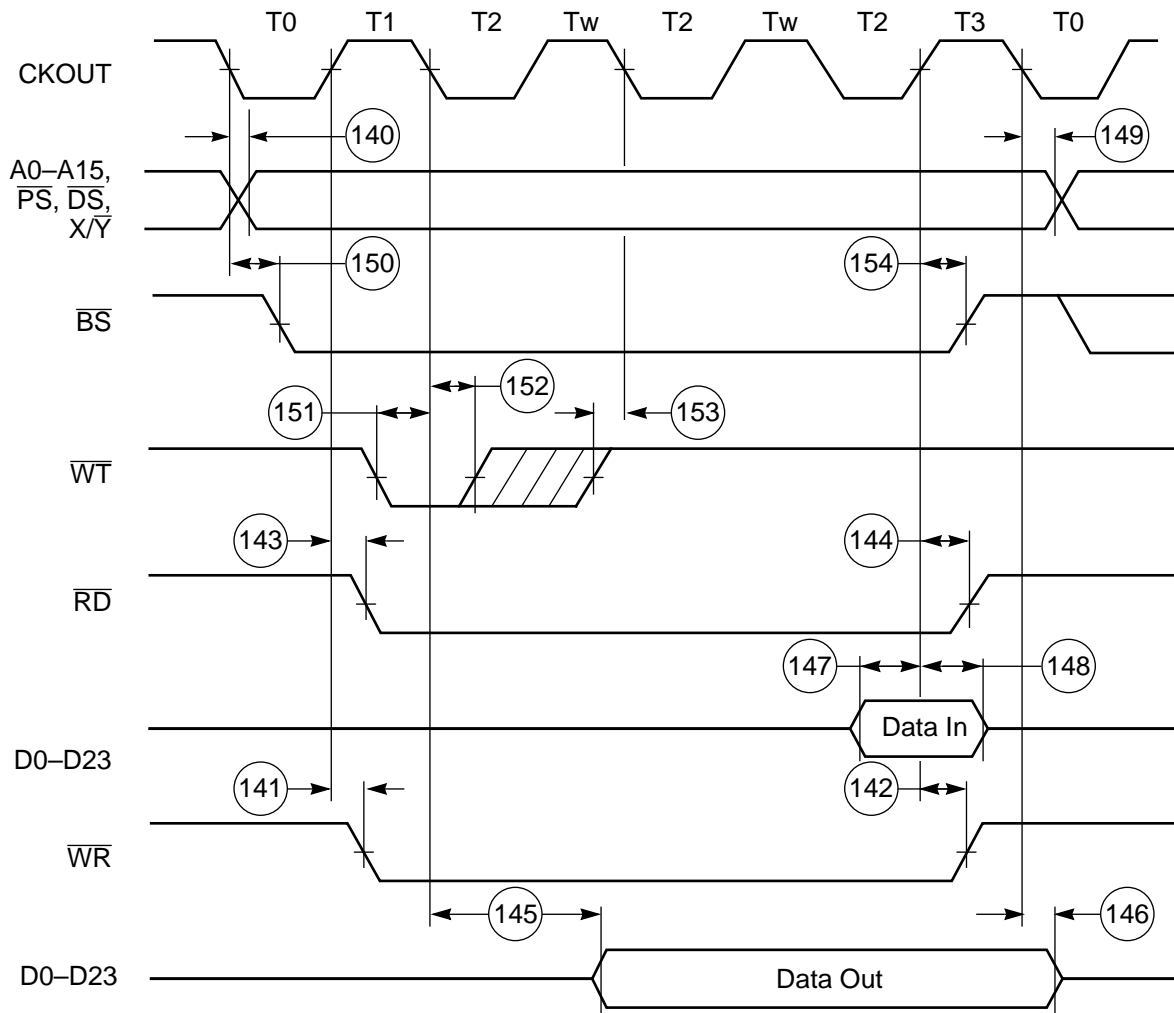 T0 T1 T2 Tw T2 Tw T2 T3 T0
CKOUT
140
149
A0–A15,
PS, DS,
X/Y
150
154
BS
152
151
153
WT
143
144
RD
147
148
Data In
D0–D23
141
142
WR
145
146
D0–D23
Data Out